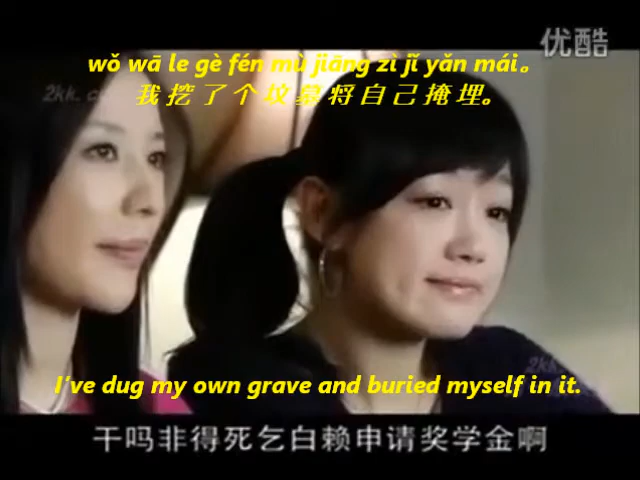 优酷
wǒ wā le gè fén mù jiāng zì jǐ yǎn mái。
2kk.c
我挖了个坟墓将自己掩埋。
2kk
I've dug my own grave and buried myself in it.
干吗非得死乞白赖申请奖学金啊